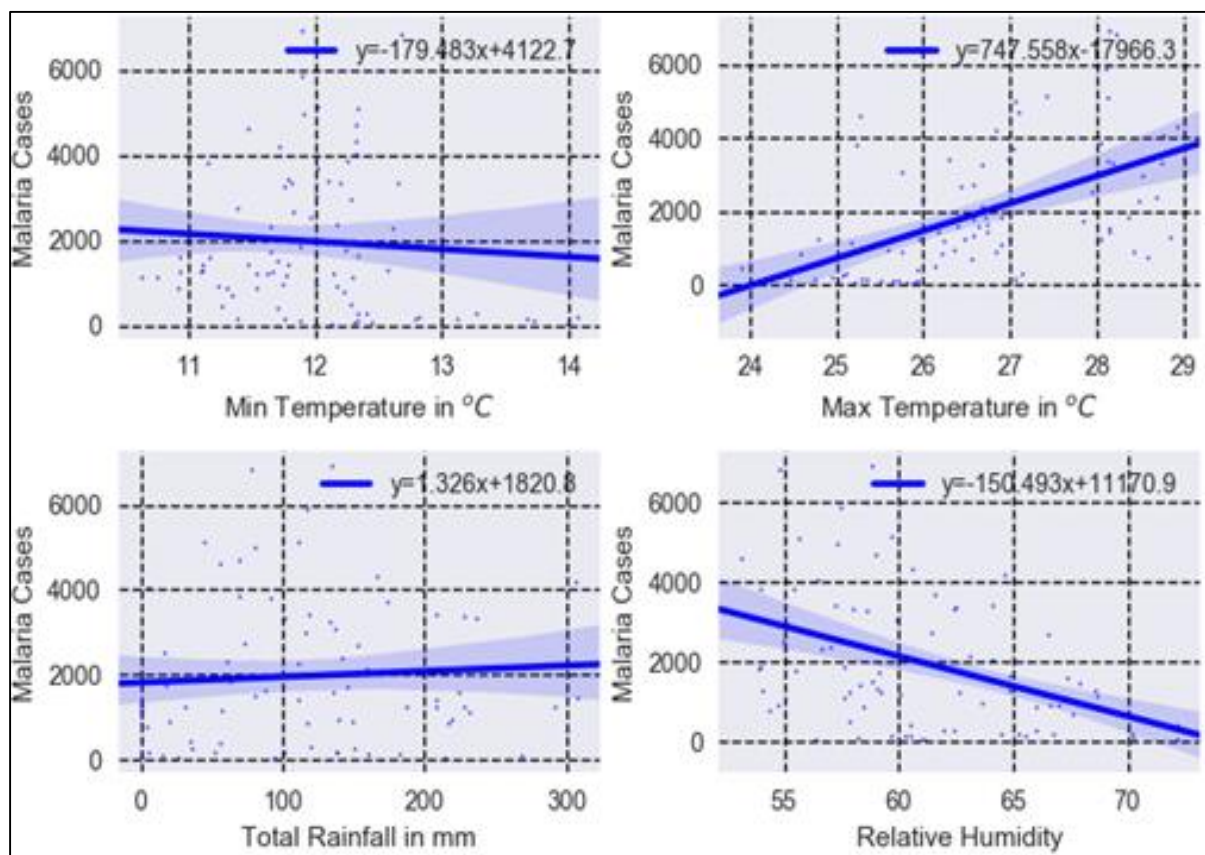 y=-179.483x+4122.7
6000
4000
2000
0
Malaria Cases
11 12 13 14
Min Temperature in °C
y=747.558x-17966.3
6000
4000
2000
0
Malaria Cases
24 25 26 27 28 29
Max Temperature in °C
y=1.326x+1820.8
6000
4000
2000
0
Malaria Cases
0 100 200 300
Total Rainfall in mm
y=-150.493x+11170.9
6000
4000
2000
0
Malaria Cases
55 60 65 70
Relative Humidity